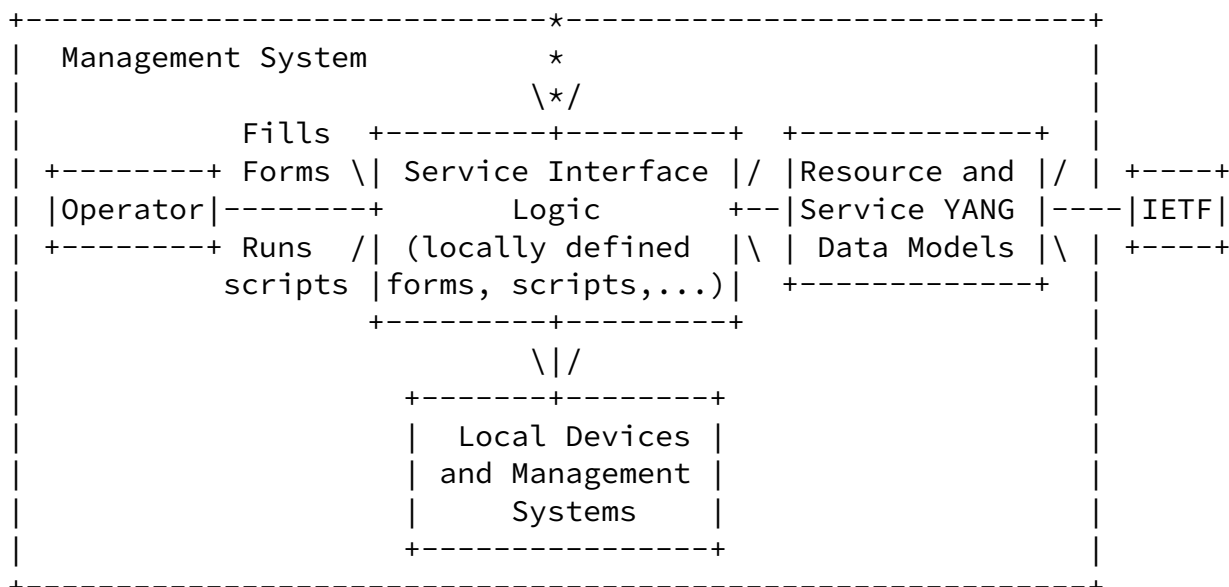 Management System
Fills
Forms Service Interface Resource and
Operator Logic Service YANG IETF
Runs (locally defined Data Models
scripts forms, scripts,...)
Local Devices
and Management
Systems